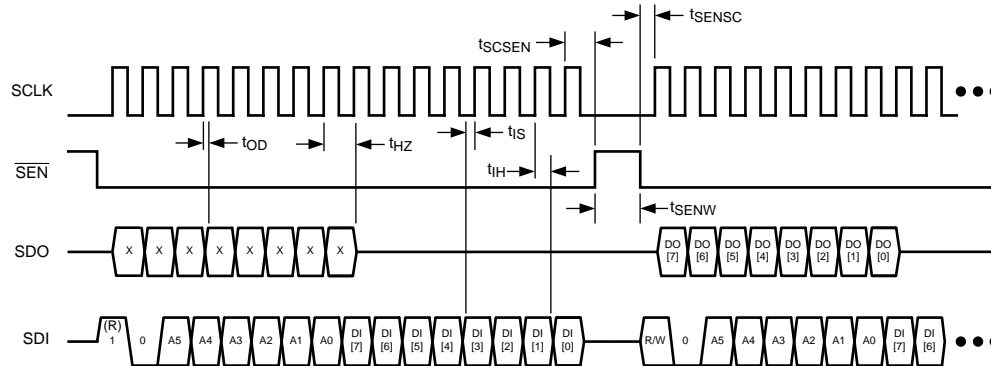 tSENSC
tSCSEN
SCLK
tOD
tHZ
tIS
SEN
tIH
tSENW
SDO
X X X X X X X X
DO [7] DO [6] DO [5] DO [4] DO [3] DO [2] DO [1] DO [0]
SDI
(R) 1 0 A5 A4 A3 A2 A1 A0 DI [7] DI [6] DI [5] DI [4] DI [3] DI [2] DI [1] DI [0]
R/W 0 A5 A4 A3 A2 A1 A0 DI [7] DI [6]